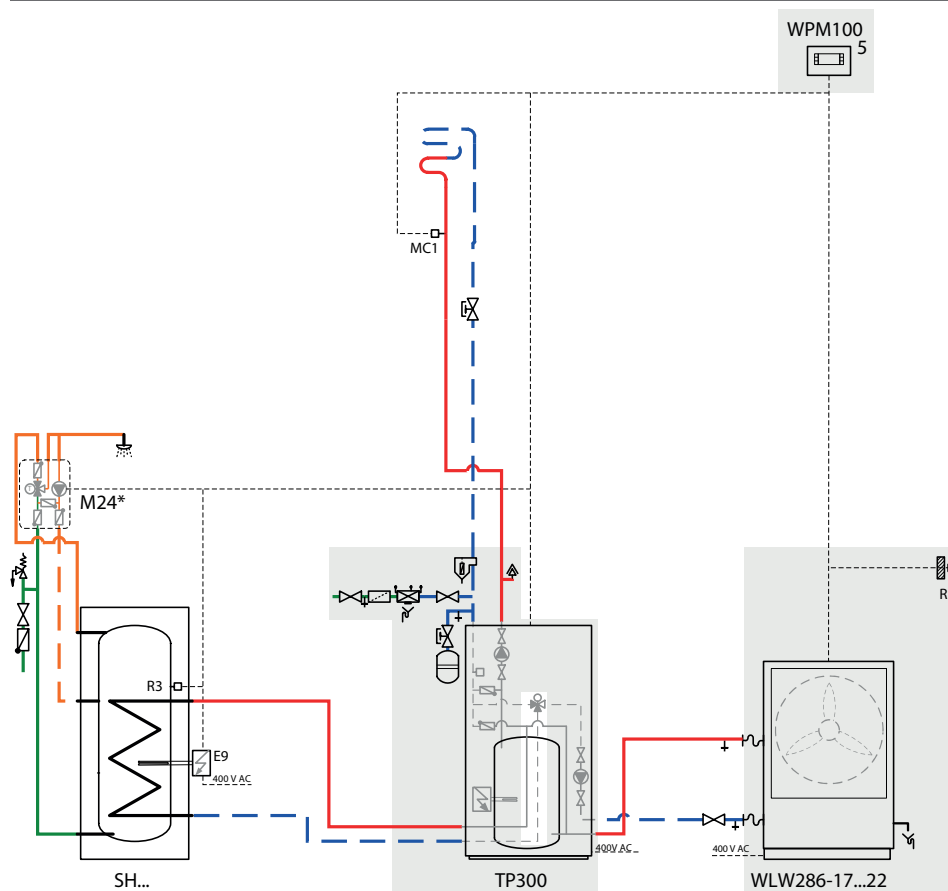 WPM100
5
MC1
M24*
R
R3
E9
400 V AC
400V AC
400 V AC
SH...
TP300
WLW286-17...22